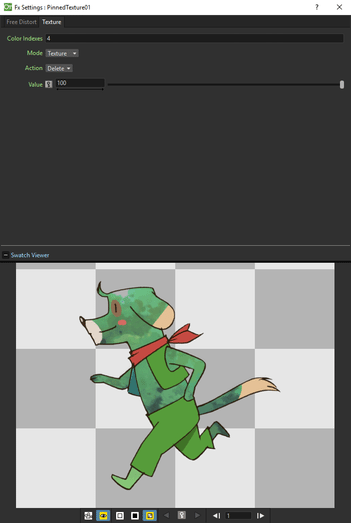 Fx Settings : PinnedTexture01
Free Distort Texture
Color Indexes 4
Mode Texture
Action Delete
Value 100
Swatch Viewer
1